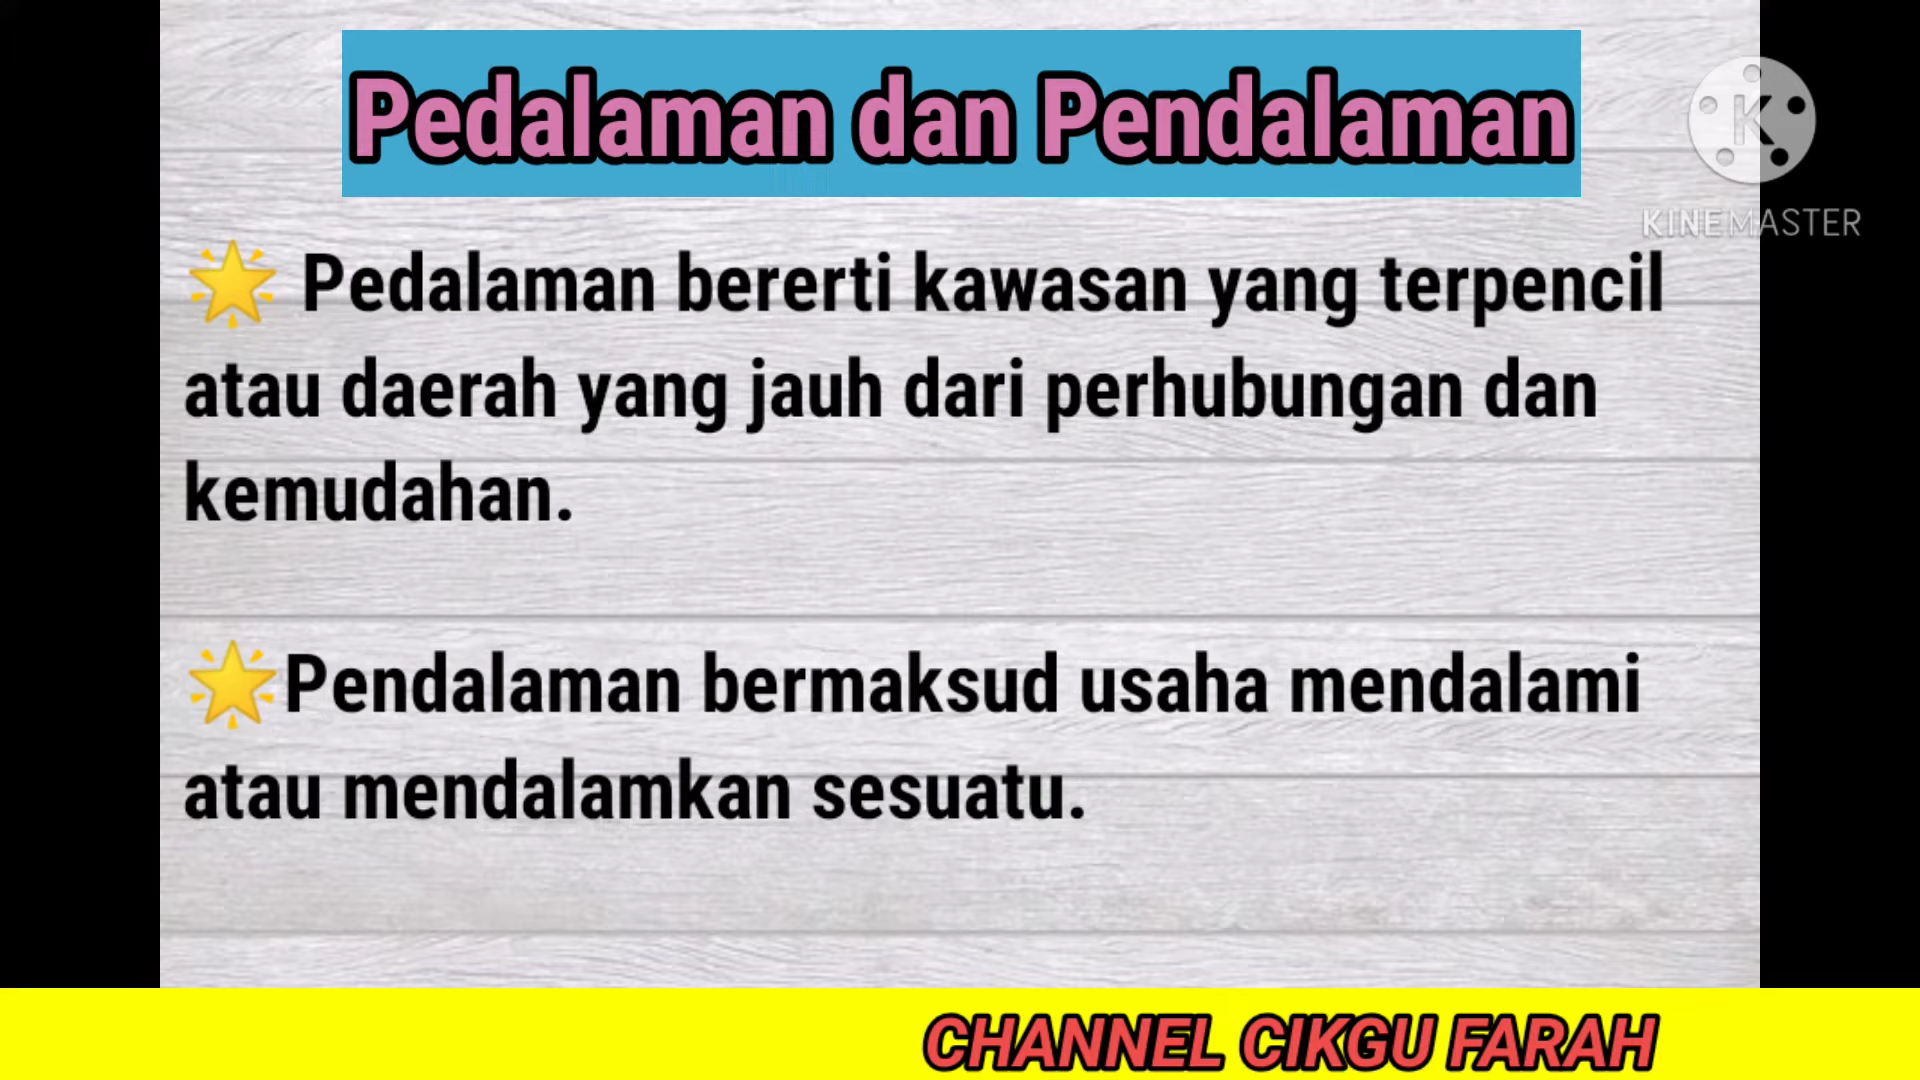 Pedalaman dan Pendalaman
KINEMASTER
🌟 Pedalaman bererti kawasan yang terpencil
atau daerah yang jauh dari perhubungan dan
kemudahan.
🌟Pendalaman bermaksud usaha mendalami
atau mendalamkan sesuatu.
CHANNEL CIKGU FARAH